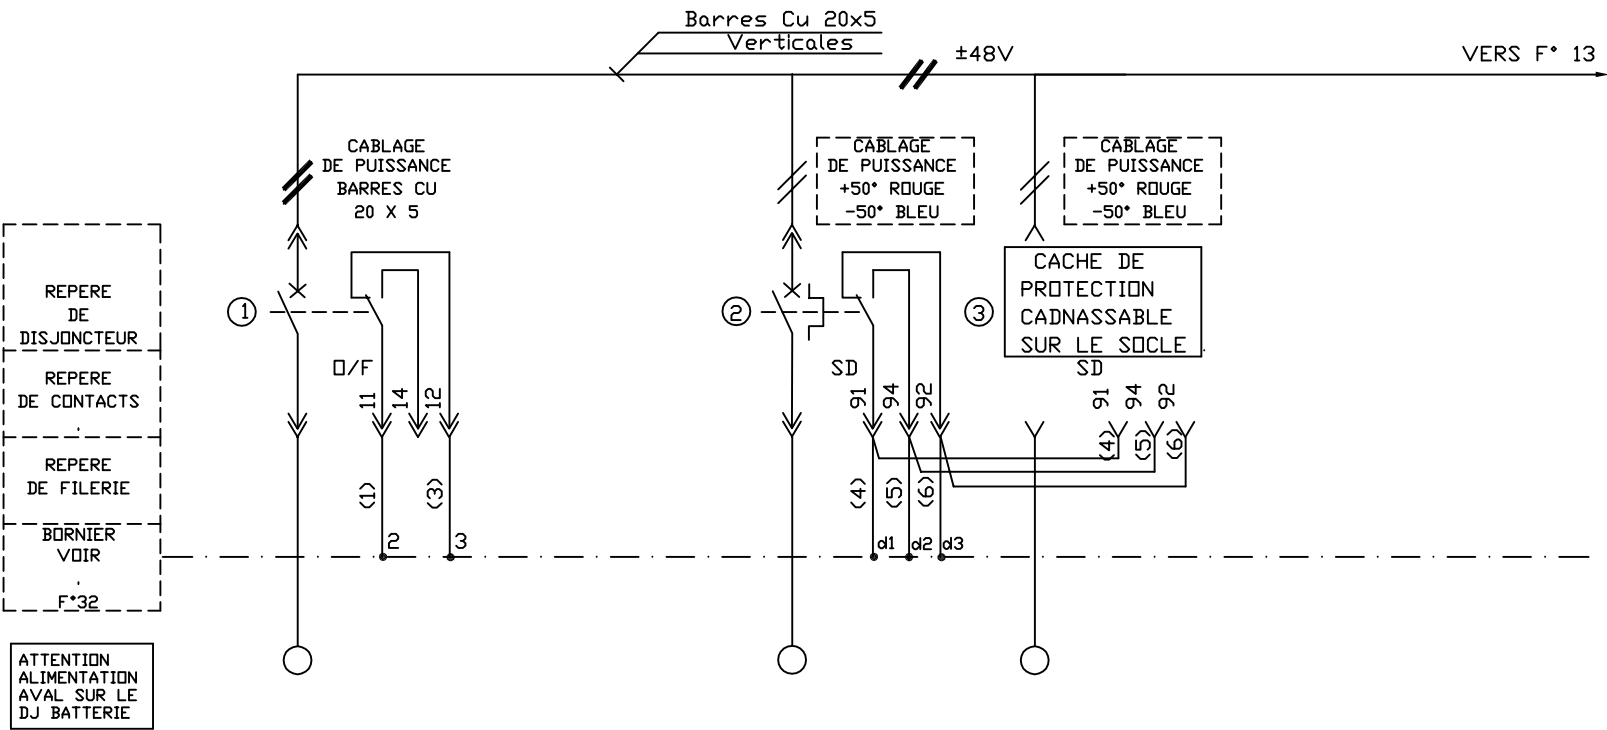 Barres Cu 20x5
Verticales
±48V
VERS F° 13
CABLAGE
DE PUISSANCE
BARRES CU
20 X 5
CABLAGE
DE PUISSANCE
+50° ROUGE
-50° BLEU
CABLAGE
DE PUISSANCE
+50° ROUGE
-50° BLEU
REPERE
DE
DISJONCTEUR
1
2
3
CACHE DE
PROTECTION
CADNASSABLE
SUR LE SOCLE
O/F
SD
SD
REPERE
DE CONTACTS
11
14
12
91
94
92
91
94
92
REPERE
DE FILERIE
(1)
(3)
(4)
(5)
(6)
(4)
(5)
(6)
BORNIER
VOIR
F°32
2
3
d1
d2
d3
ATTENTION
ALIMENTATION
AVAL SUR LE
DJ BATTERIE